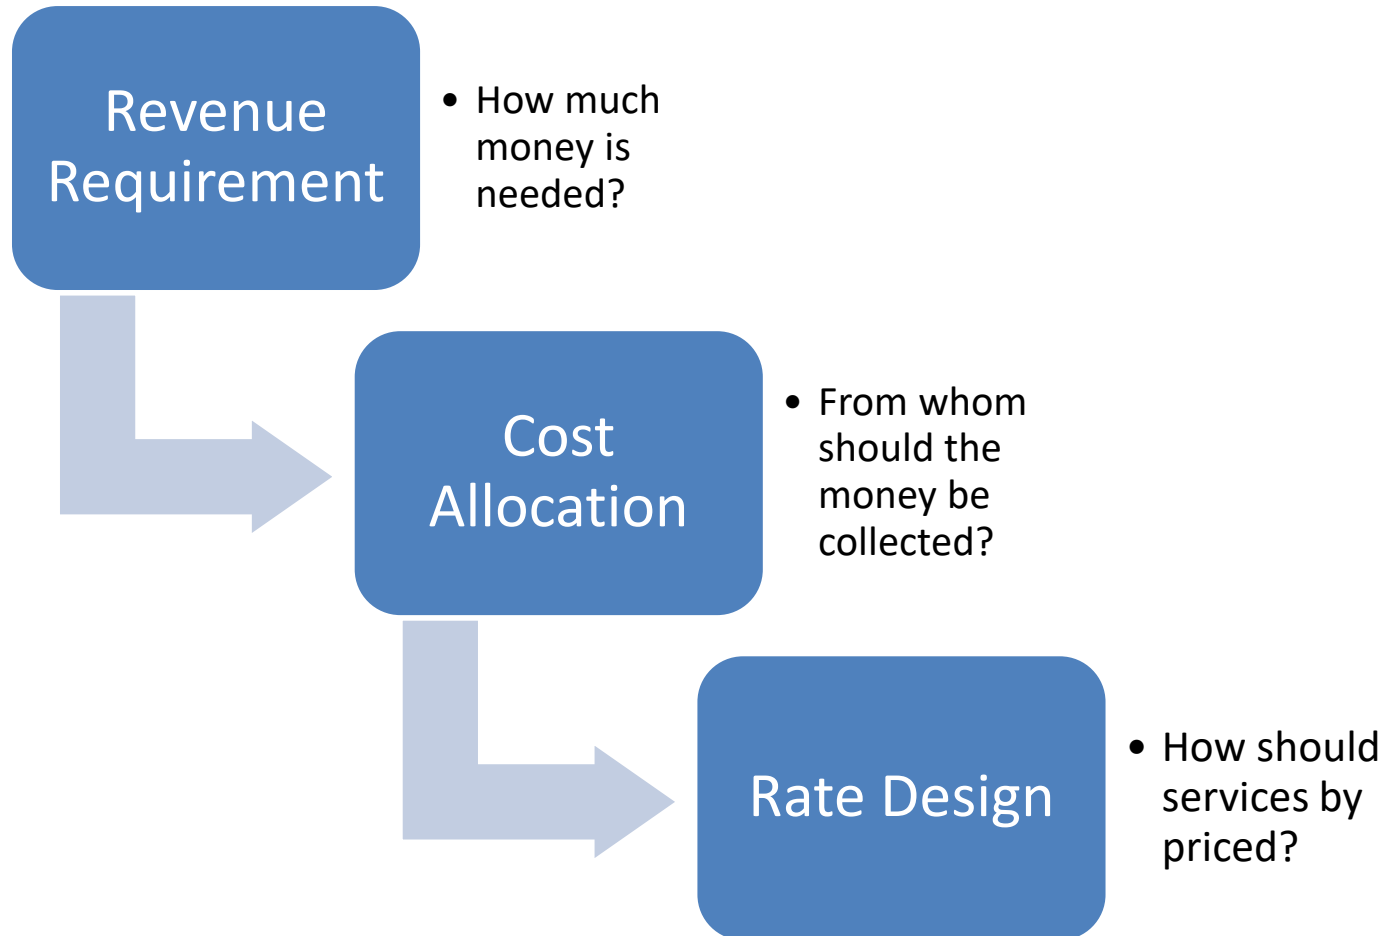 Revenue
Requirement
• How much
money is
needed?
Cost
Allocation
• From whom
should the
money be
collected?
Rate Design
• How should
services by
priced?